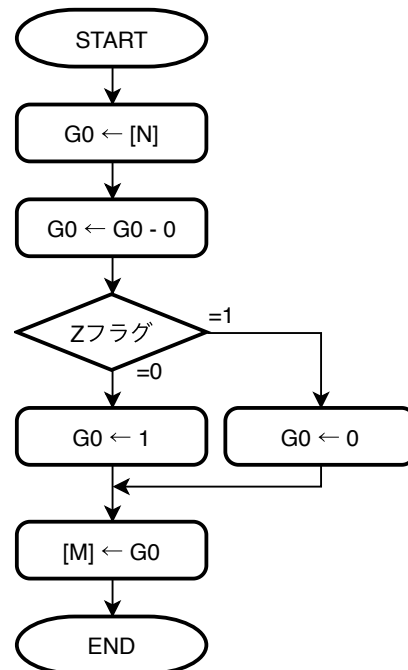 START
G0 ← [N]
G0 ← G0 - 0
Zフラグ
=1
=0
G0 ← 1
G0 ← 0
[M] ← G0
END